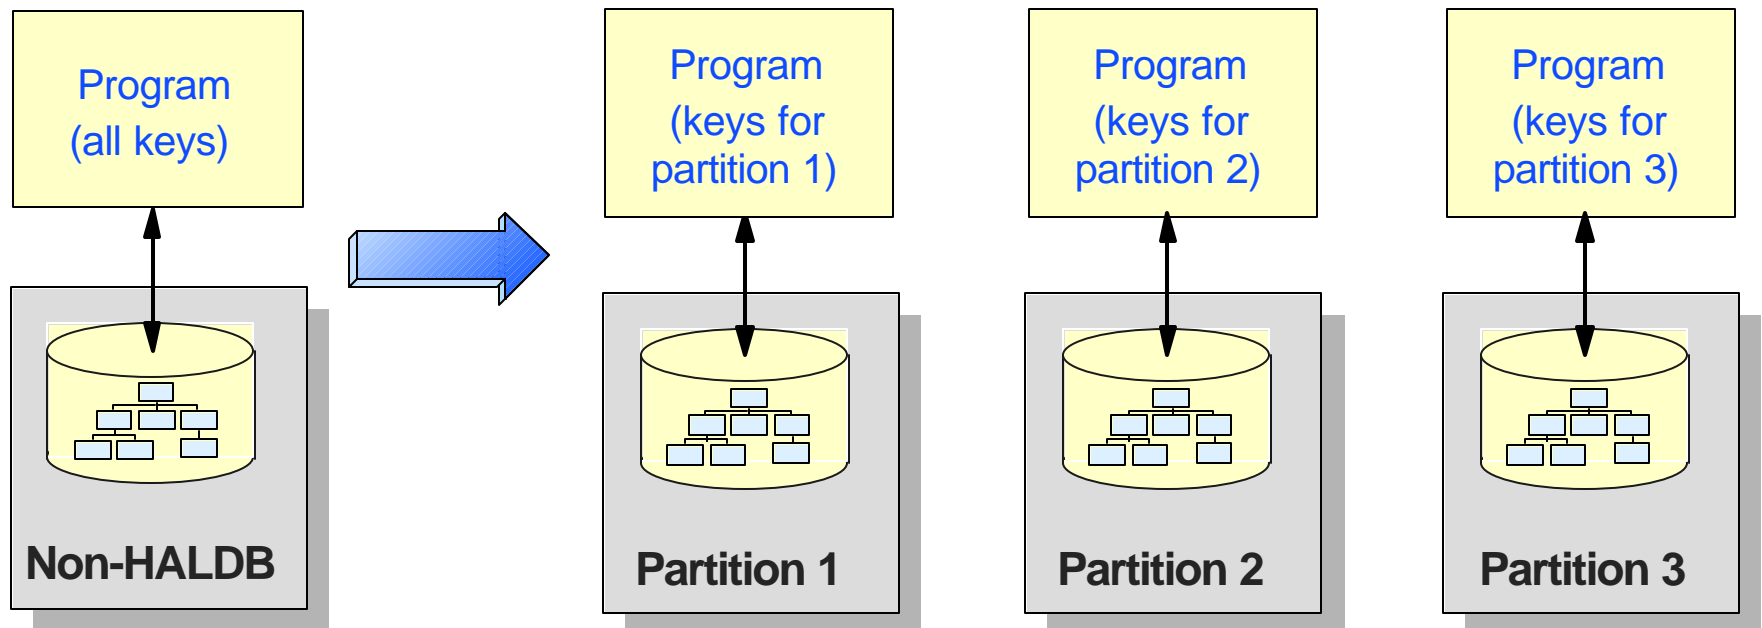 Program
(all keys)
Non-HALDB
Program
(keys for
partition 1)
Partition 1
Program
(keys for
partition 2)
Partition 2
Program
(keys for
partition 3)
Partition 3